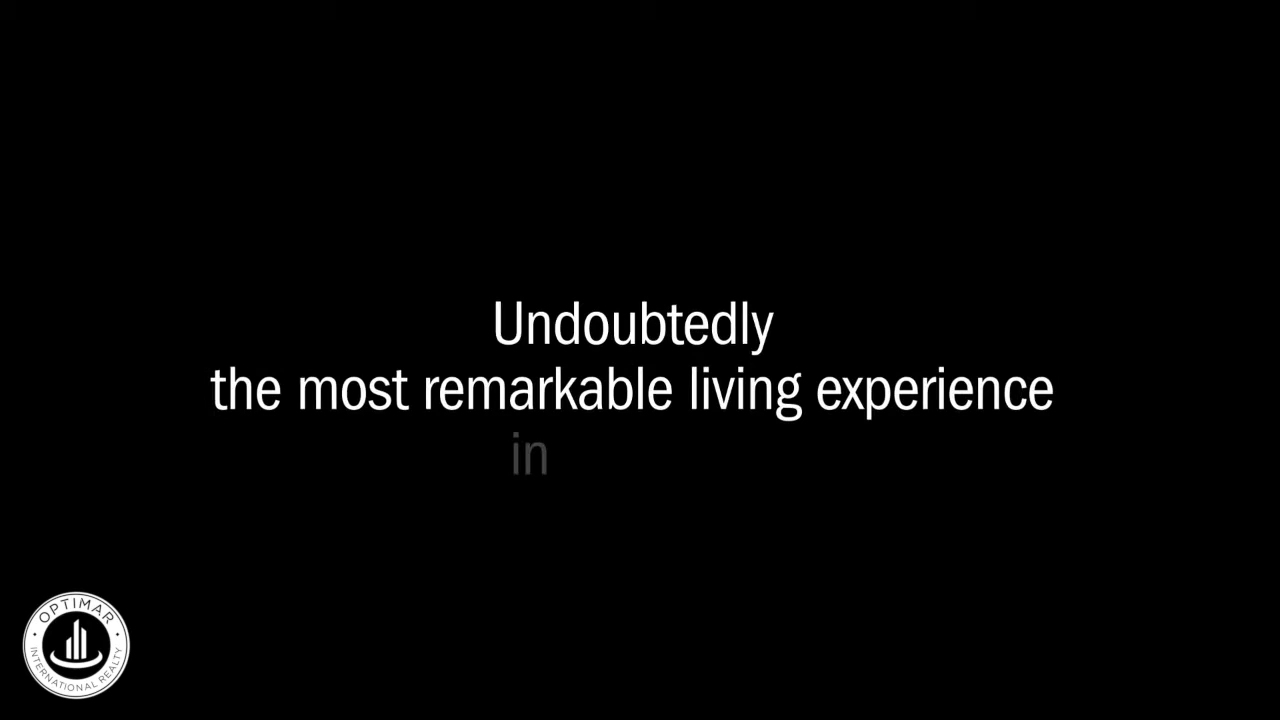 Undoubtedly
the most remarkable living experience
in
OPTIMAR
INTERNATIONAL REALTY